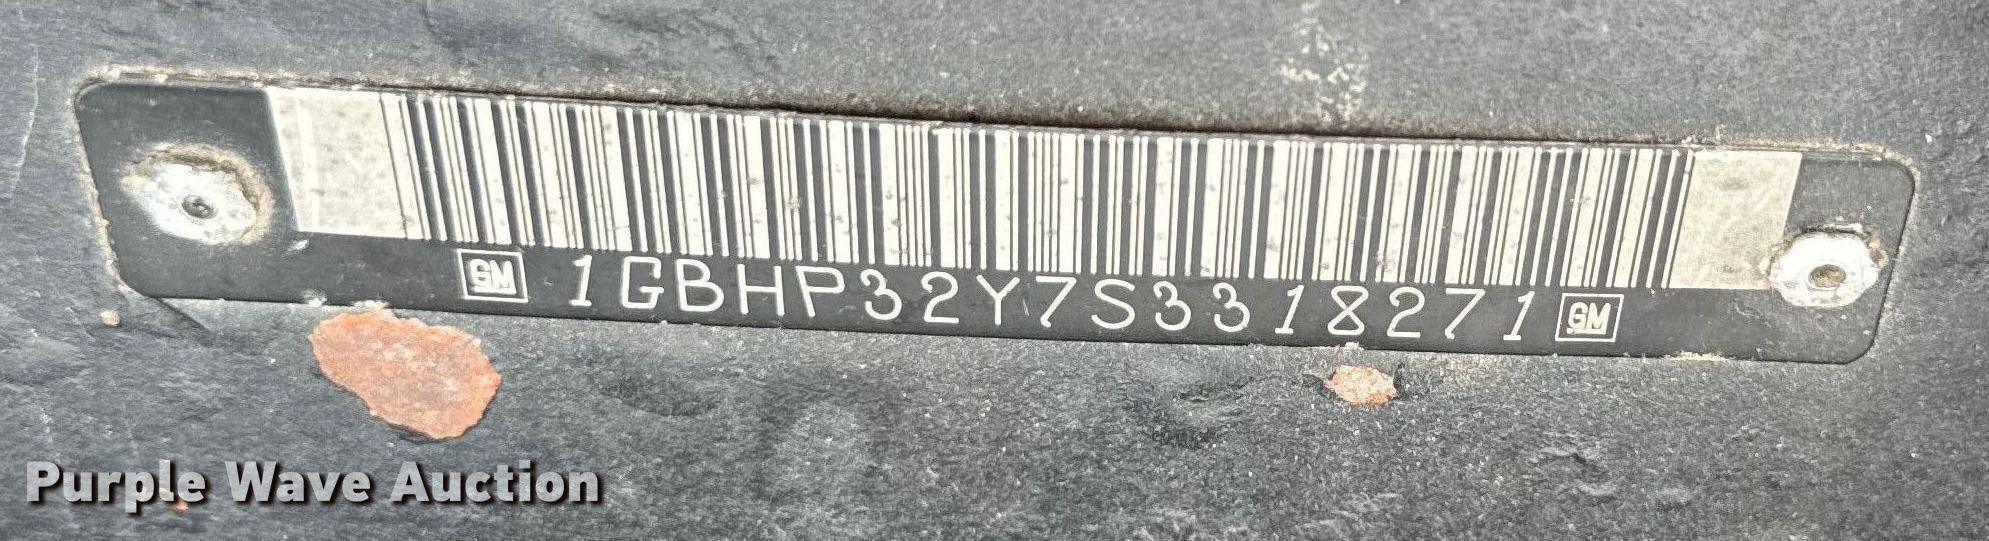 GM 1GBHP32Y7S3318271 GM
Purple Wave Auction